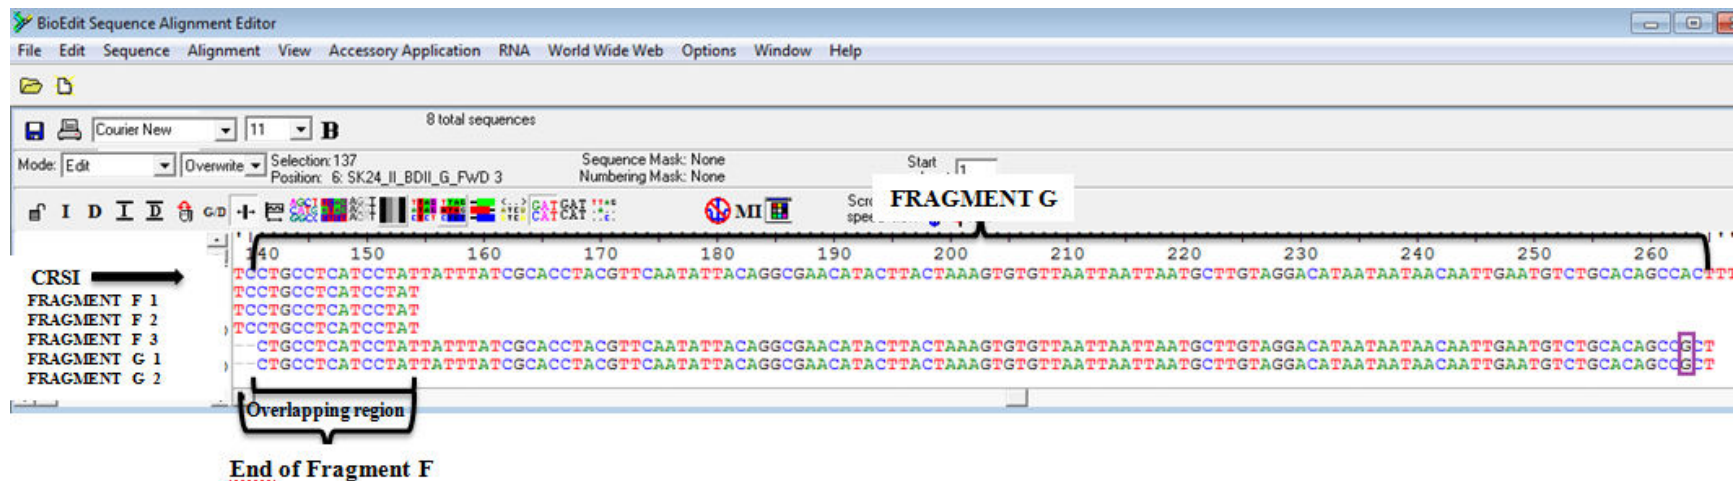 BioEdit Sequence Alignment Editor
File Edit Sequence Alignment View Accessory Application RNA World Wide Web Options Window Help
Courier New 11 B 8 total sequences
Mode: Edit Overwrite Selection: 137 Sequence Mask: None Start
Position: 6: SK24_II_BDII_G_FWD 3 Numbering Mask: None 1
FRAGMENT G
I D I D G/D MI
140 150 160 170 180 190 200 210 220 230 240 250 260
CRSI TCCTGCCTCATCCTATTATTTATCGCACCTACGTTCAATATTACAGGCGAACATACTTACTAAAGTGTGTTAATTAATTAATGCTTGTAGGACATAATAATAACAATTGAATGTCTGCACAGCCACTTT
FRAGMENT F 1 TCCTGCCTCATCCTAT
FRAGMENT F 2 TCCTGCCTCATCCTAT
FRAGMENT F 3 TCCTGCCTCATCCTAT
FRAGMENT G 1 --CTGCCTCATCCTATTATTTATCGCACCTACGTTCAATATTACAGGCGAACATACTTACTAAAGTGTGTTAATTAATTAATGCTTGTAGGACATAATAATAACAATTGAATGTCTGCACAGCCGCT
FRAGMENT G 2 --CTGCCTCATCCTATTATTTATCGCACCTACGTTCAATATTACAGGCGAACATACTTACTAAAGTGTGTTAATTAATTAATGCTTGTAGGACATAATAATAACAATTGAATGTCTGCACAGCCGCT
Overlapping region
End of Fragment F